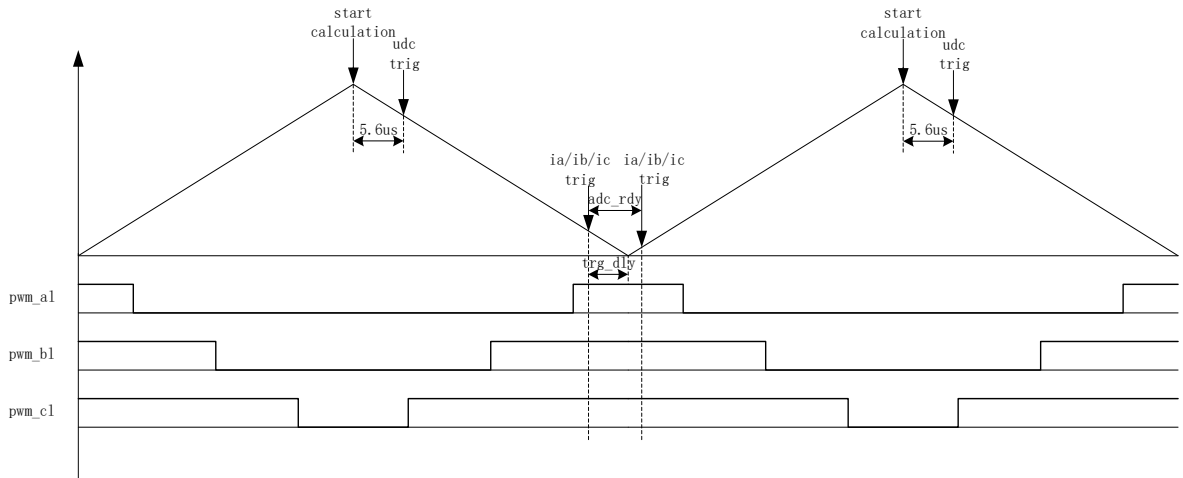 start
calculation
udc
trig
5.6us
start
calculation
udc
trig
5.6us
ia/ib/ic
trig
ia/ib/ic
trig
adc_rdy
trg_dly
pwm_al
pwm_bl
pwm_cl